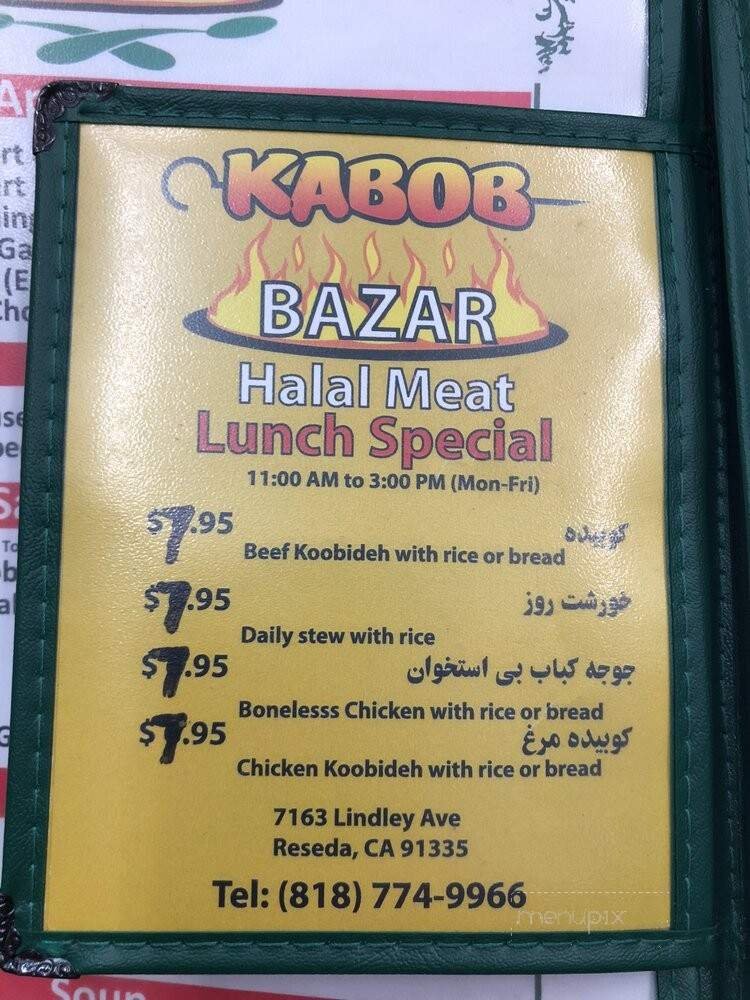 KABOB
BAZAR
Halal Meat
Lunch Special
11:00 AM to 3:00 PM (Mon-Fri)
$7.95 کوبیده
Beef Koobideh with rice or bread
$7.95 خورشت روز
Daily stew with rice
$7.95 جوجه کباب بی استخوان
Bonelesss Chicken with rice or bread
$7.95 کوبیده مرغ
Chicken Koobideh with rice or bread
7163 Lindley Ave
Reseda, CA 91335
Tel: (818) 774-9966
menupix
Soup